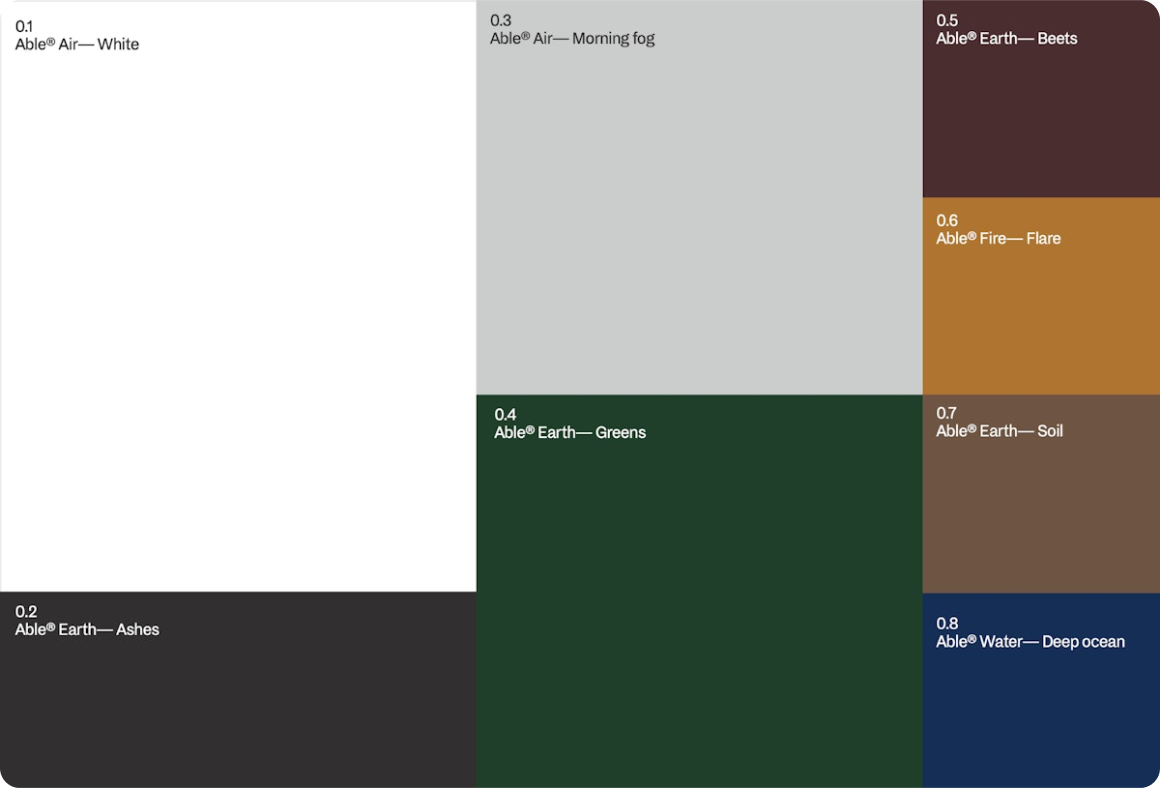 0.1
Able® Air— White
0.2
Able® Earth— Ashes
0.3
Able® Air— Morning fog
0.4
Able® Earth— Greens
0.5
Able® Earth— Beets
0.6
Able® Fire— Flare
0.7
Able® Earth— Soil
0.8
Able® Water— Deep ocean